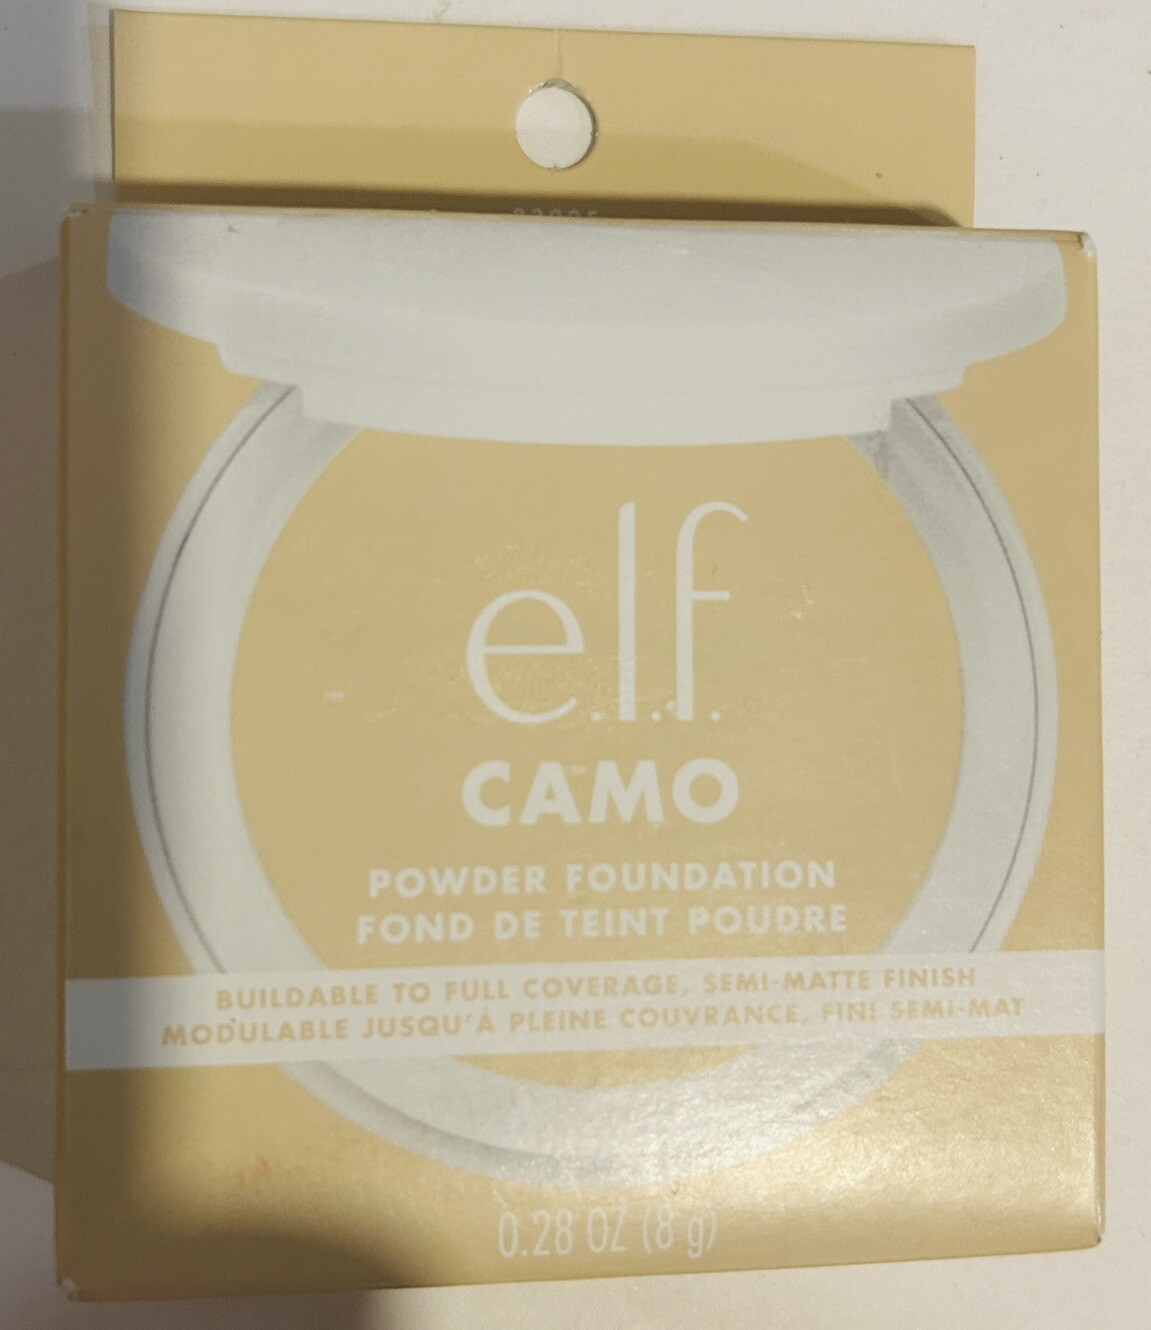 e.l.f.
CAMO
POWDER FOUNDATION
FOND DE TEINT POUDRE
BUILDABLE TO FULL COVERAGE, SEMI-MATTE FINISH
MODULABLE JUSQU'À PLEINE COUVRANCE, FINI SEMI-MAT
0.28 OZ (8 g)